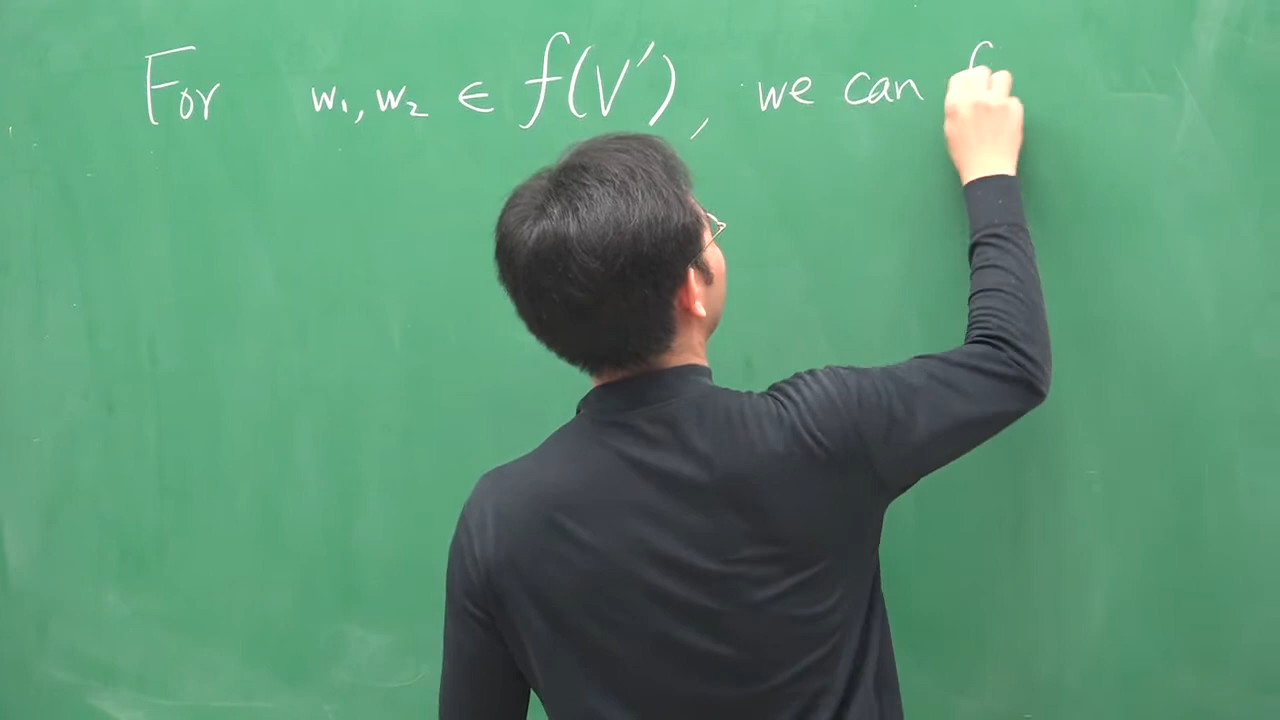 For w₁, w₂ ∈ f(V′), we can f